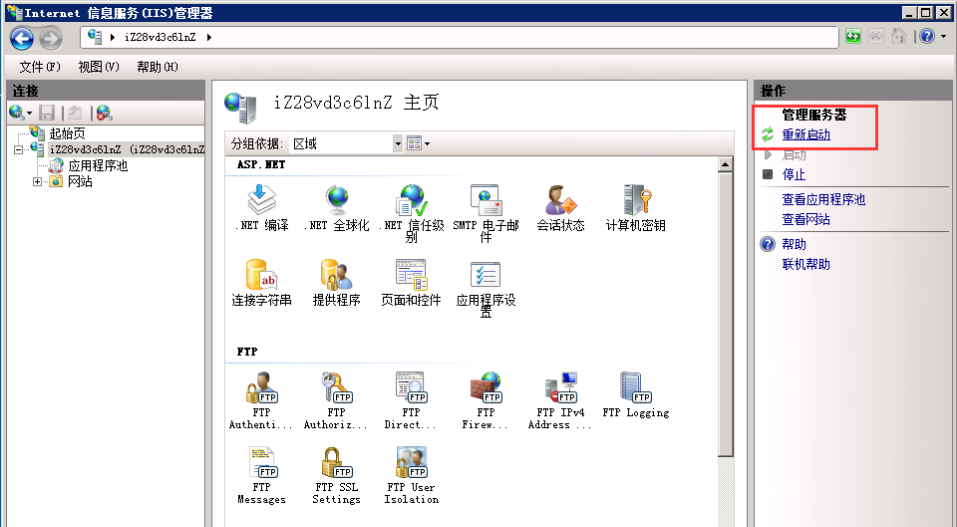 Internet 信息服务(IIS)管理器
iZ28vd3c6lnZ
文件(F) 视图(V) 帮助(H)
连接
起始页
iZ28vd3c6lnZ (iZ28vd3c6lnZ
应用程序池
网站
iZ28vd3c6lnZ 主页
分组依据: 区域
ASP.NET
.NET 编译
.NET 全球化
.NET 信任级
别
SMTP 电子邮
件
会话状态
计算机密钥
连接字符串
提供程序
页面和控件
应用程序设
置
FTP
FTP
Authenti...
FTP
Authoriz...
FTP
Direct...
FTP
Firew...
FTP IPv4
Address ...
FTP Logging
FTP
Messages
FTP SSL
Settings
FTP User
Isolation
操作
管理服务器
重新启动
启动
停止
查看应用程序池
查看网站
帮助
联机帮助